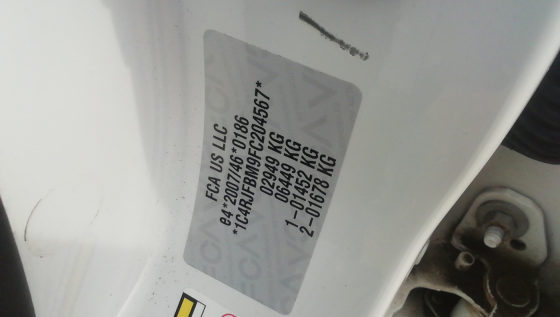 FCA US LLC
e4*2007/46*0186
*1C4RJFBM9FC204567*
02949 KG
06449 KG
1-01452 KG
2-01678 KG